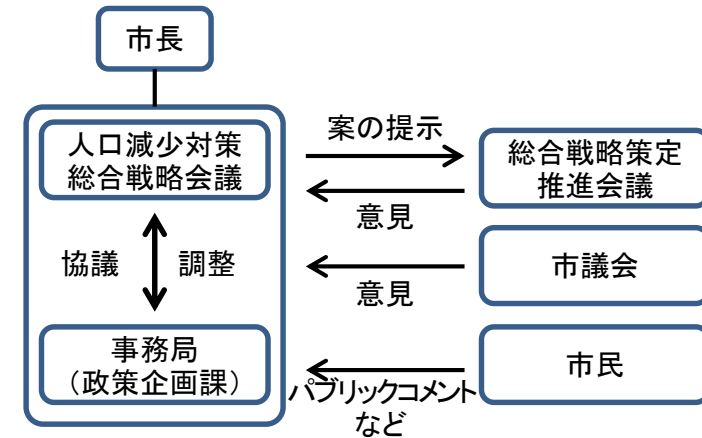 市長
人口減少対策
総合戦略会議
協議
調整
事務局
（政策企画課）
案の提示
意見
意見
パブリックコメント
など
総合戦略策定
推進会議
市議会
市民